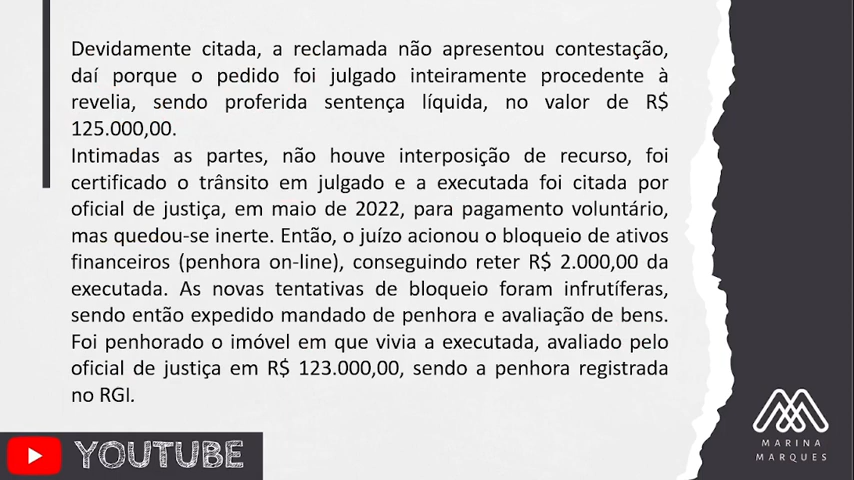 Devidamente citada, a reclamada não apresentou contestação,
daí porque o pedido foi julgado inteiramente procedente à
revelia, sendo proferida sentença líquida, no valor de R$
125.000,00.
Intimadas as partes, não houve interposição de recurso, foi
certificado o trânsito em julgado e a executada foi citada por
oficial de justiça, em maio de 2022, para pagamento voluntário,
mas quedou-se inerte. Então, o juízo acionou o bloqueio de ativos
financeiros (penhora on-line), conseguindo reter R$ 2.000,00 da
executada. As novas tentativas de bloqueio foram infrutíferas,
sendo então expedido mandado de penhora e avaliação de bens.
Foi penhorado o imóvel em que vivia a executada, avaliado pelo
oficial de justiça em R$ 123.000,00, sendo a penhora registrada
no RGI.
YOUTUBE
MARINA
MARQUES